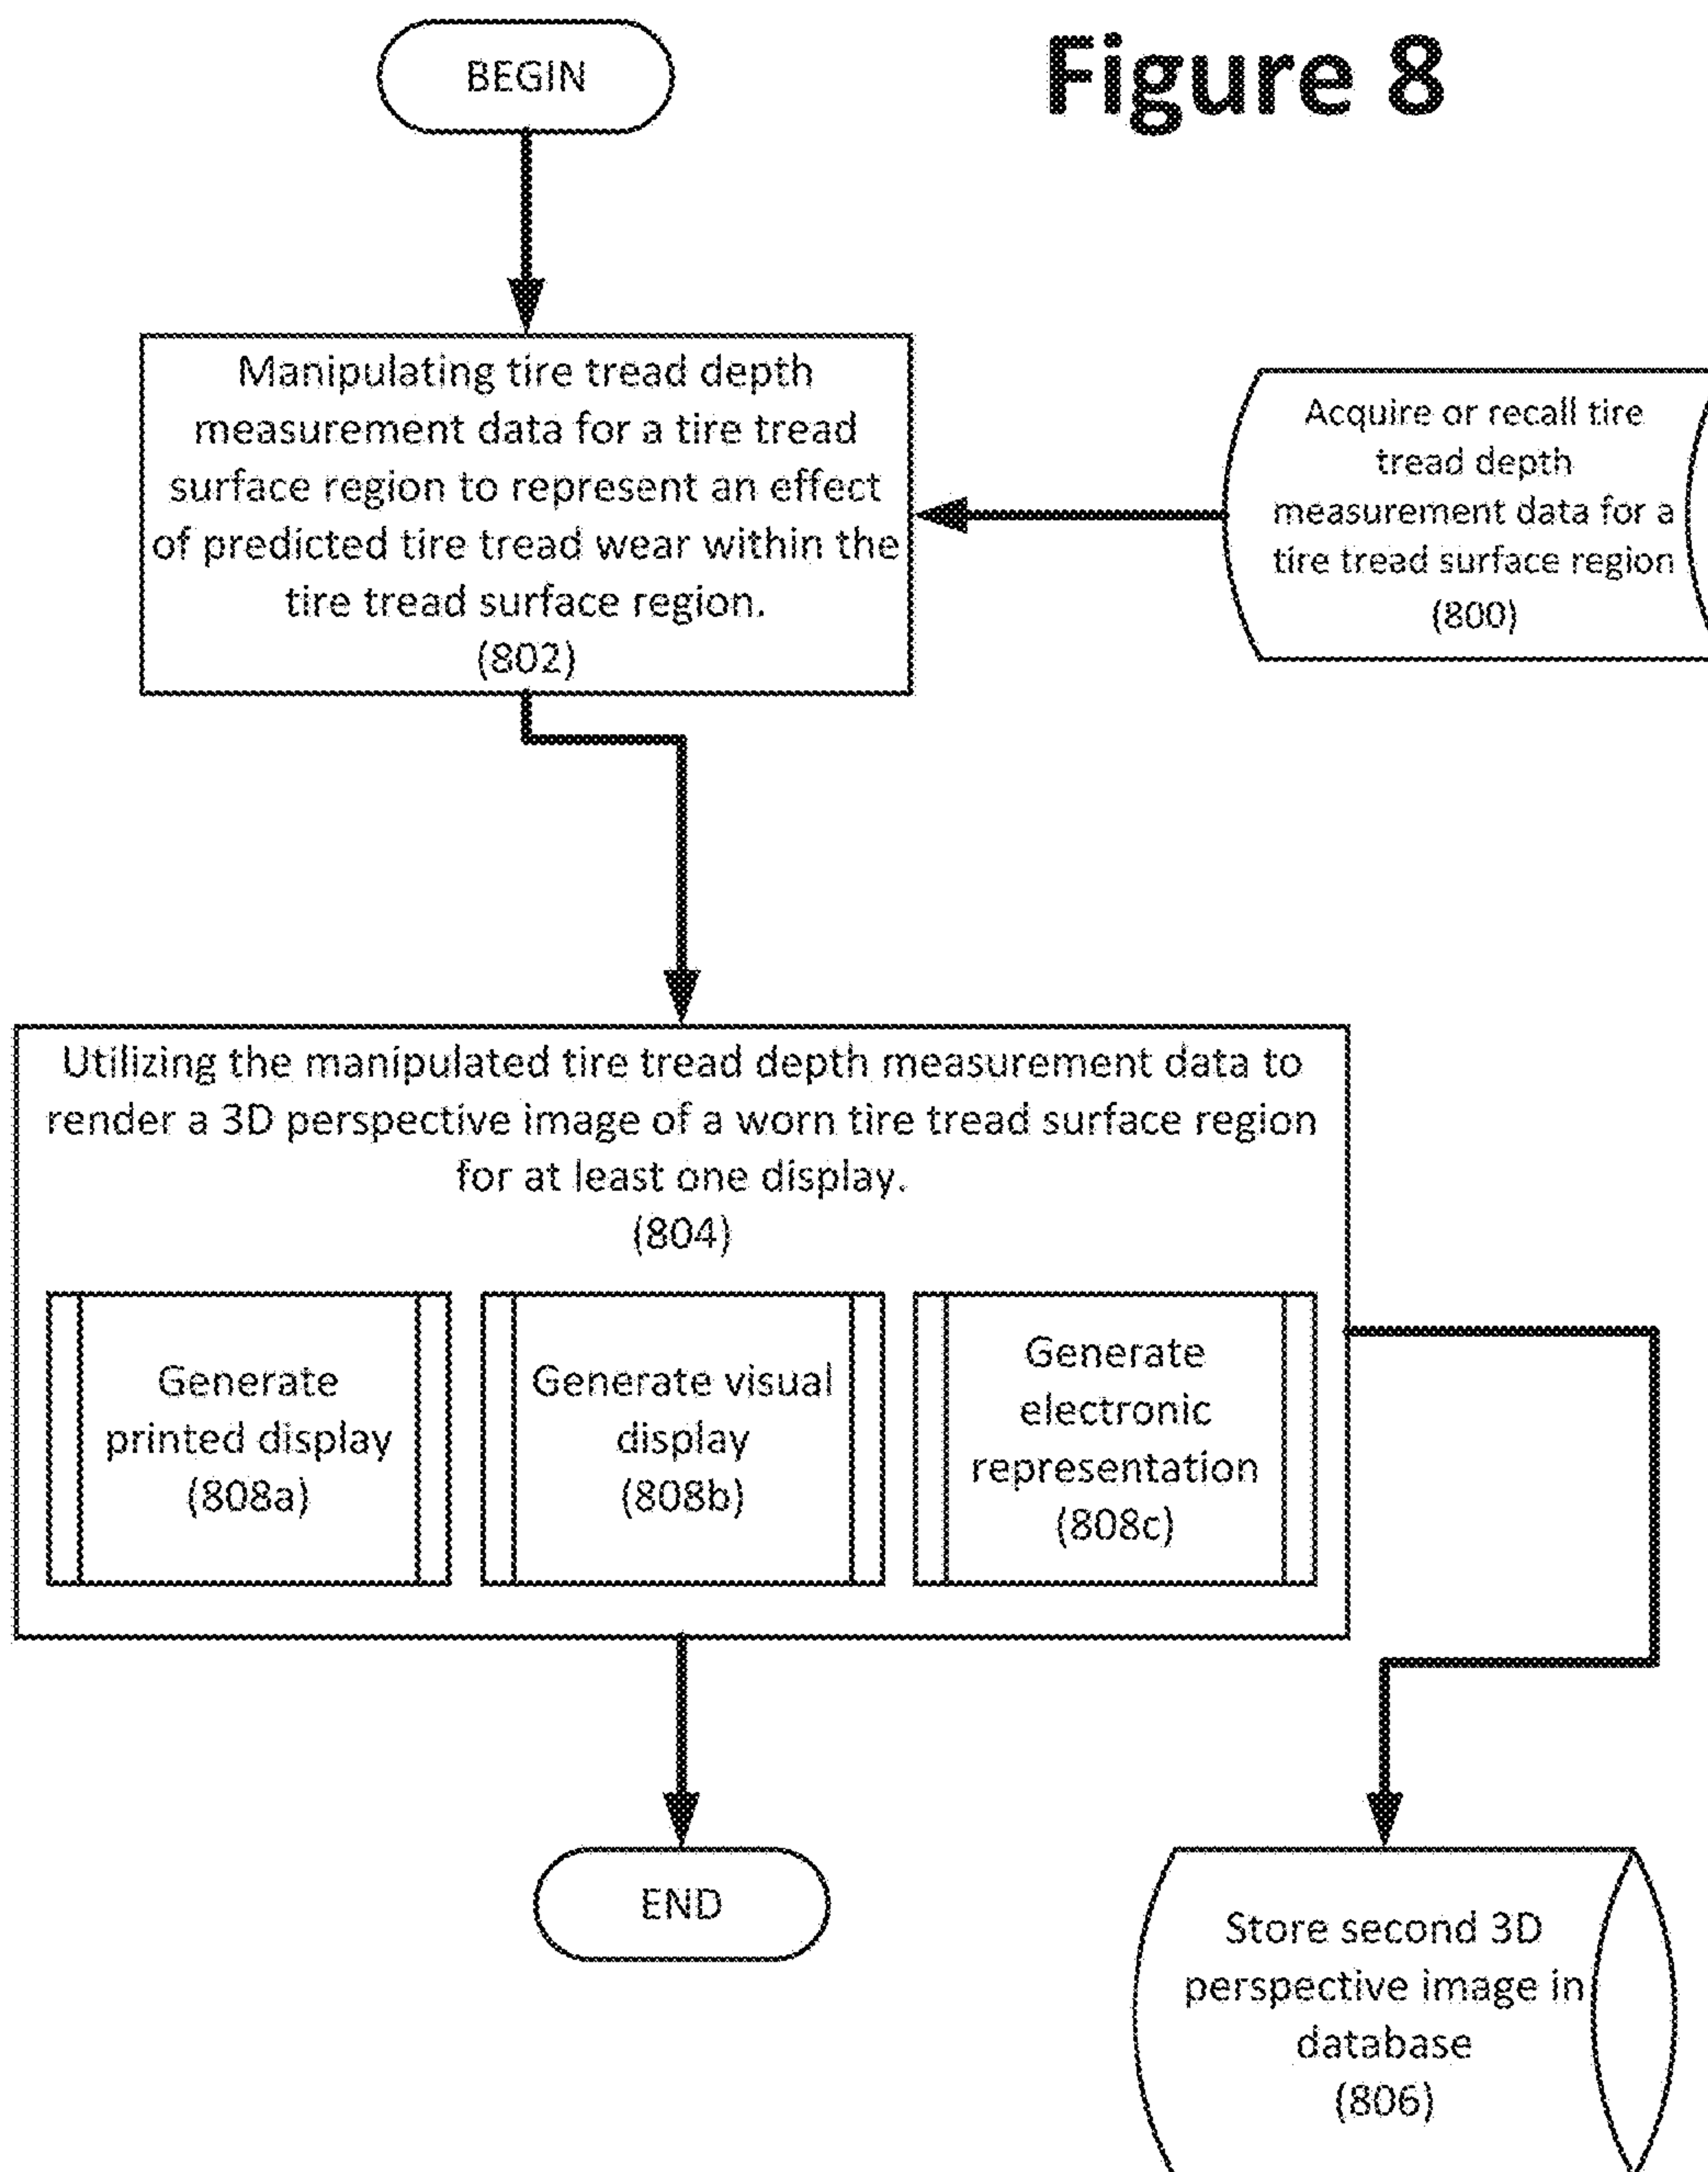 Figure 8
BEGIN
Manipulating tire tread depth
measurement data for a tire tread
surface region to represent an effect
of predicted tire tread wear within the
tire tread surface region.
(802)
Acquire or recall tire
tread depth
measurement data for a
tire tread surface region
(800)
Utilizing the manipulated tire tread depth measurement data to
render a 3D perspective image of a worn tire tread surface region
for at least one display.
(804)
Generate
printed display
(808a)
Generate visual
display
(808b)
Generate
electronic
representation
(808c)
END
Store second 3D
perspective image in
database
(806)